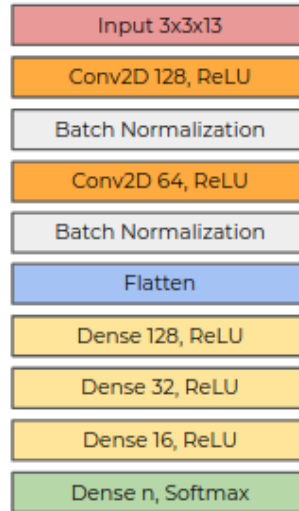 Input 3x3x13
Conv2D 128, ReLU
Batch Normalization
Conv2D 64, ReLU
Batch Normalization
Flatten
Dense 128, ReLU
Dense 32, ReLU
Dense 16, ReLU
Dense n, Softmax